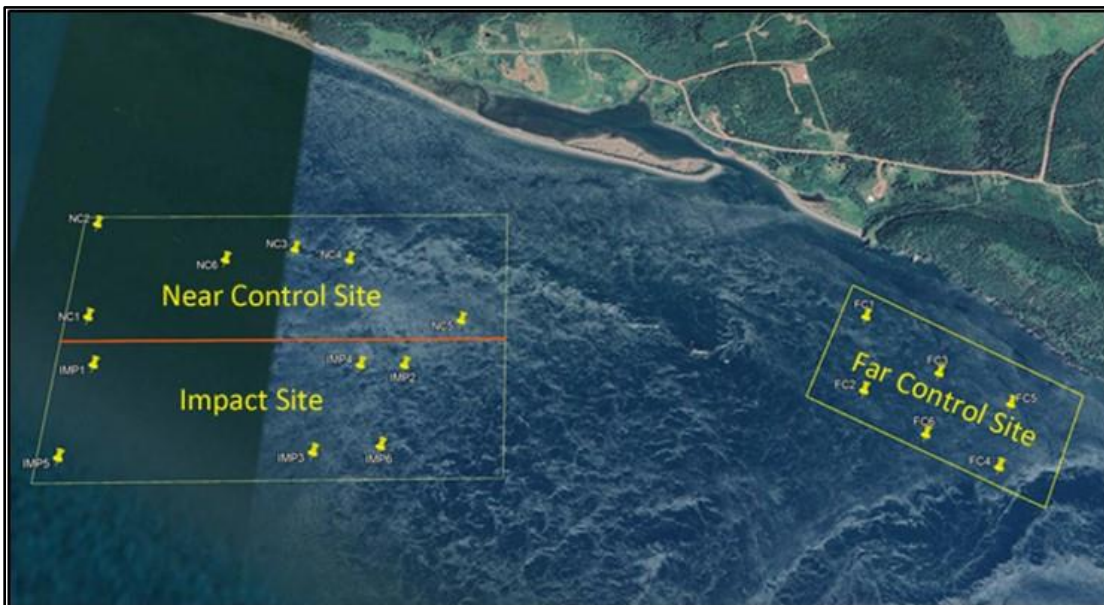 NC2
NC3
NC6
NC4
Near Control Site
NC1
NC5
IMP1
IMP4
IMP2
Impact Site
IMP5
IMP3
IMP6
FC1
FC3
FC2
Far Control Site
FC5
FC6
FC4